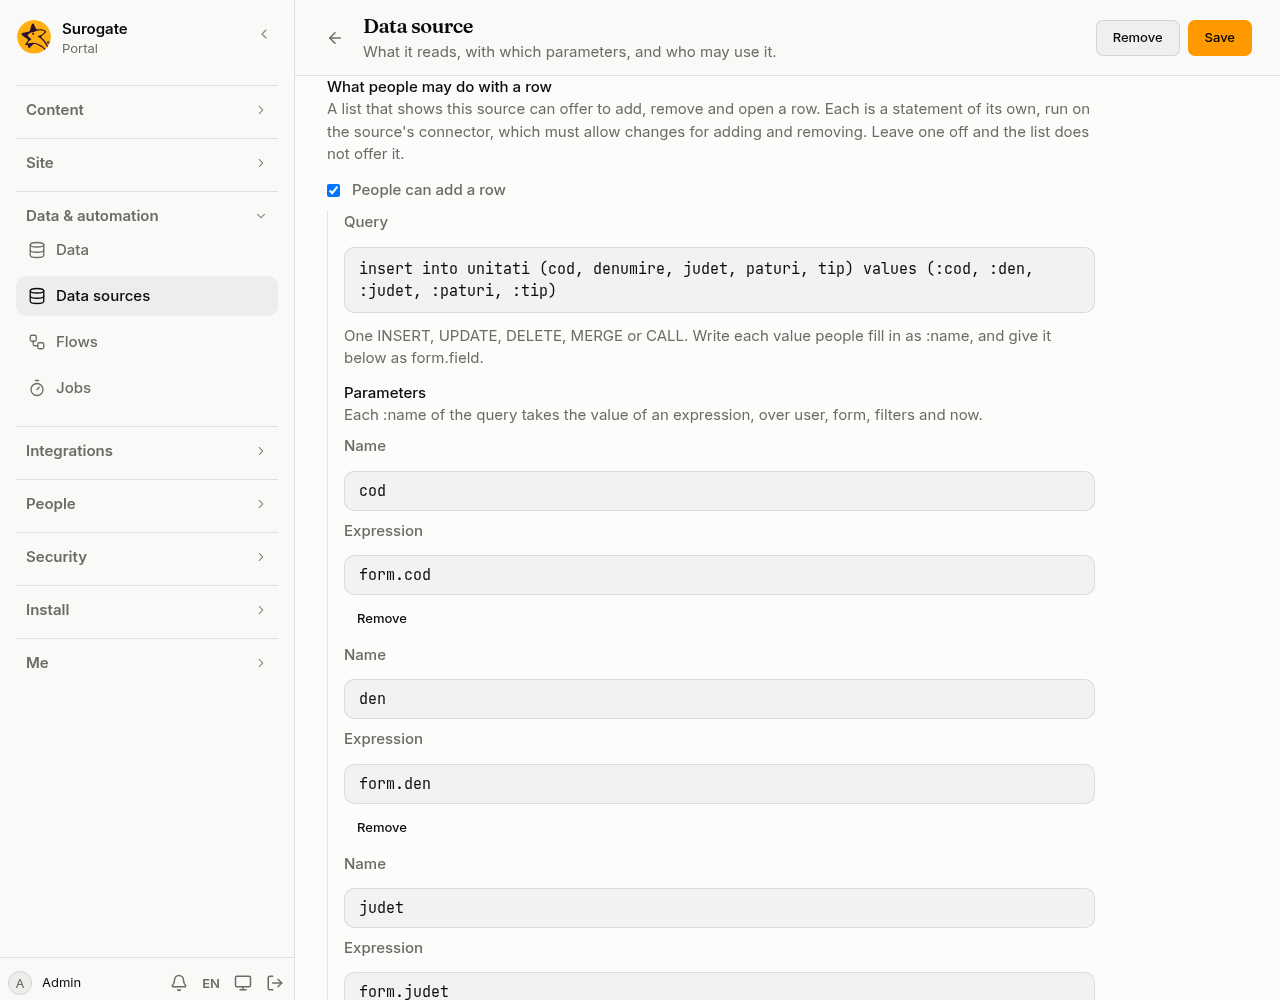 Surogate
Portal
Content
Site
Data & automation
Data
Data sources
Flows
Jobs
Integrations
People
Security
Install
Me
A
Admin
EN
Data source
What it reads, with which parameters, and who may use it.
Remove
Save
What people may do with a row
A list that shows this source can offer to add, remove and open a row. Each is a statement of its own, run on
the source's connector, which must allow changes for adding and removing. Leave one off and the list does
not offer it.
People can add a row
Query
insert into unitati (cod, denumire, judet, paturi, tip) values (:cod, :den,
:judet, :paturi, :tip)
One INSERT, UPDATE, DELETE, MERGE or CALL. Write each value people fill in as :name, and give it
below as form.field.
Parameters
Each :name of the query takes the value of an expression, over user, form, filters and now.
Name
cod
Expression
form.cod
Remove
Name
den
Expression
form.den
Remove
Name
judet
Expression
form.judet